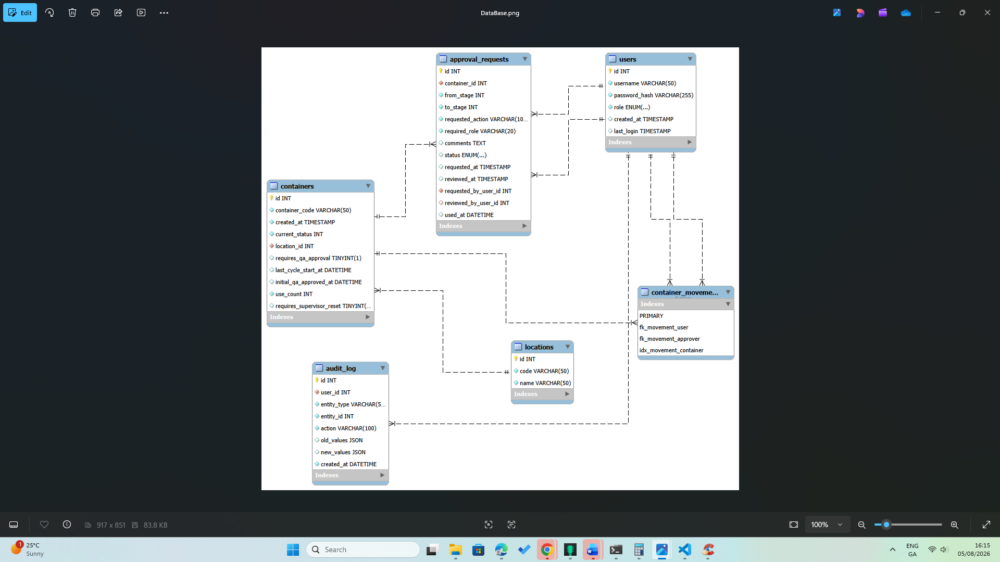 Edit
DataBase.png
approval_requests
id INT
container_id INT
from_stage INT
to_stage INT
requested_action VARCHAR(10...
required_role VARCHAR(20)
comments TEXT
status ENUM(...)
requested_at TIMESTAMP
reviewed_at TIMESTAMP
requested_by_user_id INT
reviewed_by_user_id INT
used_at DATETIME
Indexes
users
id INT
username VARCHAR(50)
password_hash VARCHAR(255)
role ENUM(...)
created_at TIMESTAMP
last_login TIMESTAMP
Indexes
containers
id INT
container_code VARCHAR(50)
created_at TIMESTAMP
current_status INT
location_id INT
requires_qa_approval TINYINT(1)
last_cycle_start_at DATETIME
initial_qa_approved_at DATETIME
use_count INT
requires_supervisor_reset TINYINT(...
Indexes
container_moveme...
Indexes
PRIMARY
fk_movement_user
fk_movement_approver
idx_movement_container
locations
id INT
code VARCHAR(50)
name VARCHAR(50)
Indexes
audit_log
id INT
user_id INT
entity_type VARCHAR(5...
entity_id INT
action VARCHAR(100)
old_values JSON
new_values JSON
created_at DATETIME
Indexes
917 x 851
83.8 KB
100%
1
25°C
Sunny
Search
ENG
GA
16:15
05/08/2026